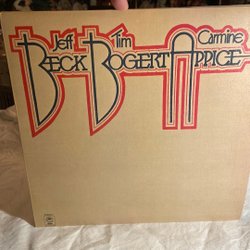 Jeff Tim Carmine
BECK BOGERT APPICE